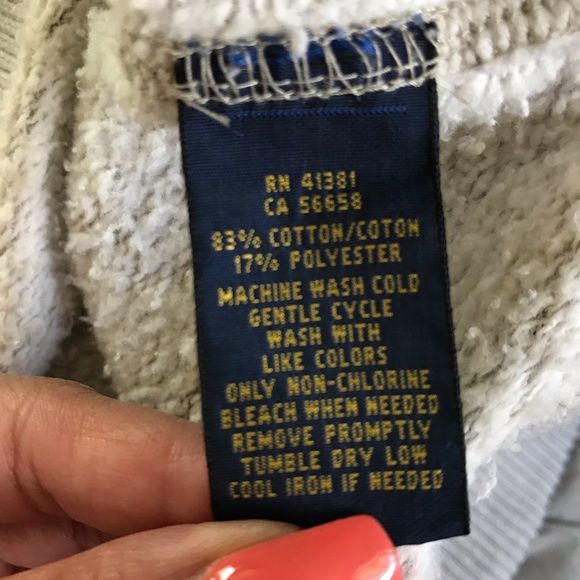 RN 41381
CA 56658
83% COTTON/COTON
17% POLYESTER
MACHINE WASH COLD
GENTLE CYCLE
WASH WITH
LIKE COLORS
ONLY NON-CHLORINE
BLEACH WHEN NEEDED
REMOVE PROMPTLY
TUMBLE DRY LOW
COOL IRON IF NEEDED